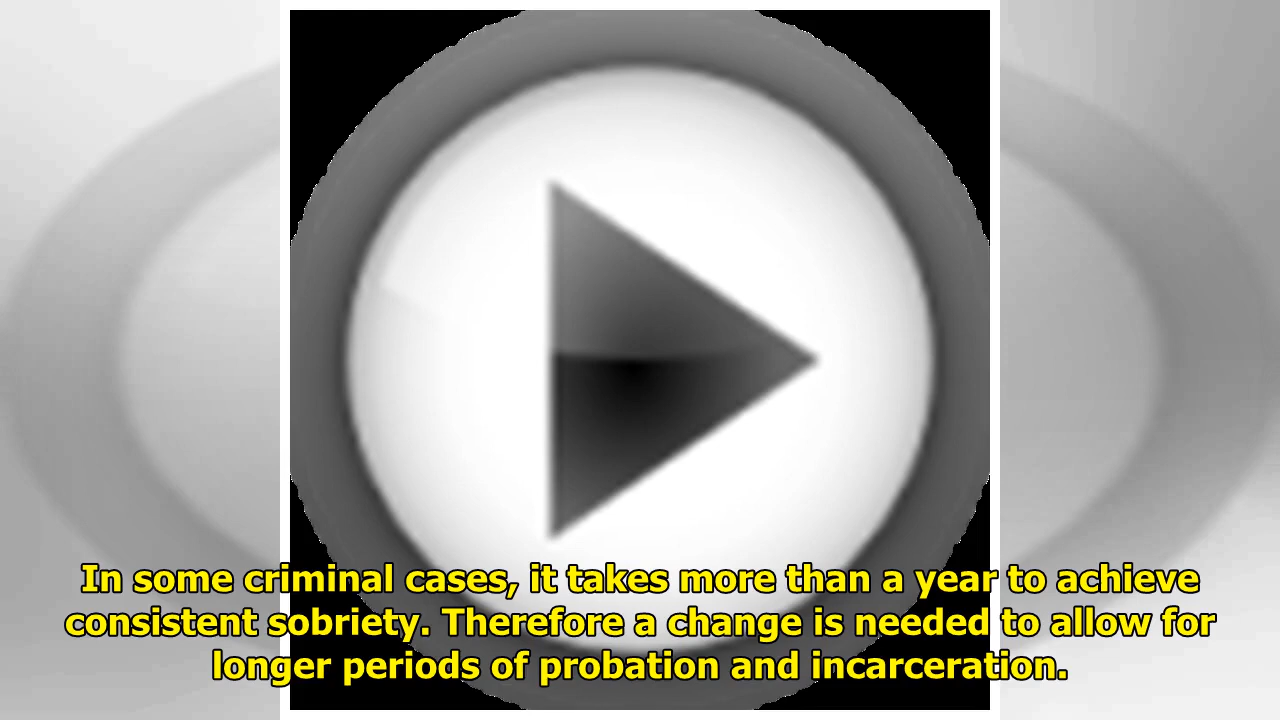 In some criminal cases, it takes more than a year to achieve
consistent sobriety. Therefore a change is needed to allow for
longer periods of probation and incarceration.